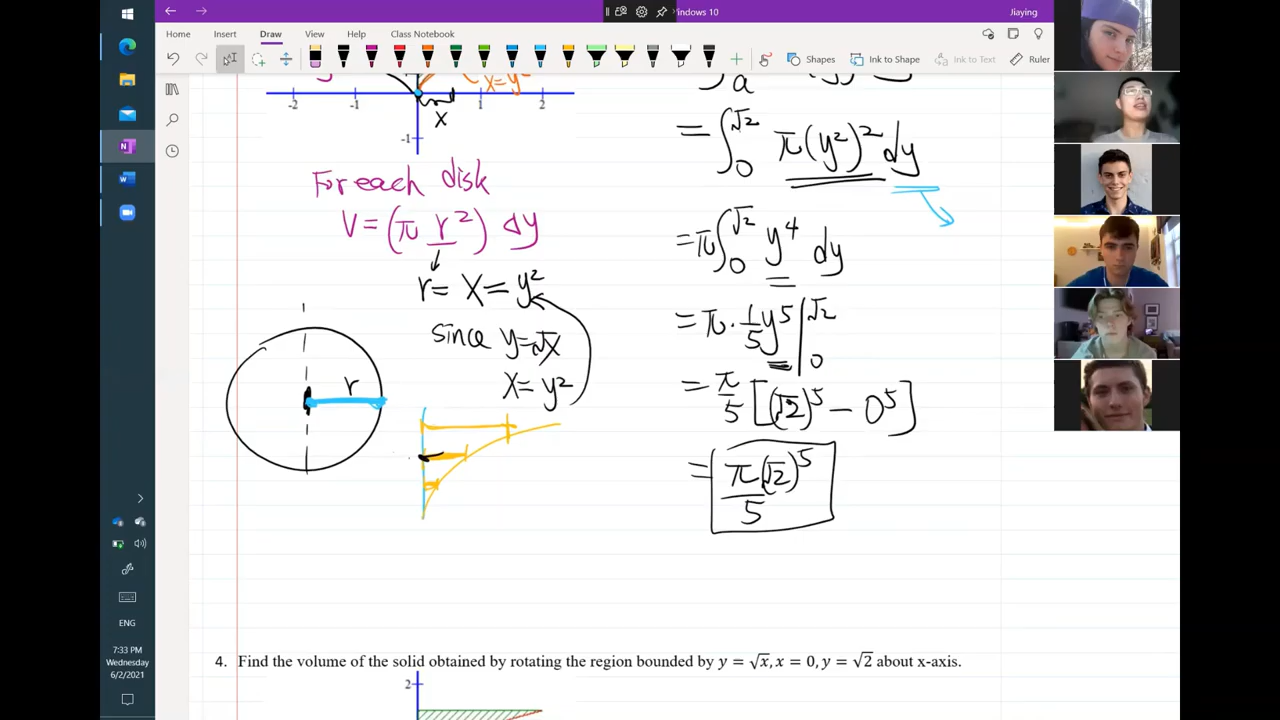 indows 10
Jiaying
Home Insert Draw View Help Class Notebook
Shapes Ink to Shape Ink to Text Ruler
x=y²
-2 -1 1 2
x
-1
For each disk
V=(π r²) Δy
r= X= y²
since y=√x
X= y²
r
a
= ∫₀^√2 π(y²)² dy
=π∫₀^√2 y⁴ dy
=π·1/5 y⁵ |₀^√2
= π/5 [(√2)⁵ - 0⁵]
= π(√2)⁵/5
4. Find the volume of the solid obtained by rotating the region bounded by y = √x, x = 0, y = √2 about x-axis.
2
ENG
7:33 PM
Wednesday
6/2/2021